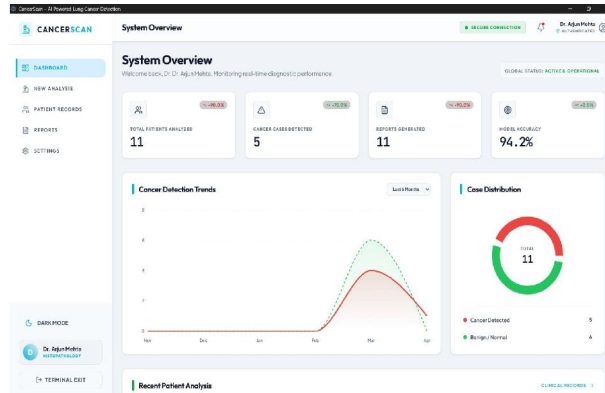 CancerScan - AI Powered Lung Cancer Detection
CANCERSCAN
System Overview
SECURE CONNECTION
Dr. Arjun Mehta
AUTHENTICATED
DASHBOARD
NEW ANALYSIS
PATIENT RECORDS
REPORTS
SETTINGS
System Overview
Welcome back, Dr. Dr. Arjun Mehta. Monitoring real-time diagnostic performance.
GLOBAL STATUS: ACTIVE & OPERATIONAL
TOTAL PATIENTS ANALYZED
11
CANCER CASES DETECTED
5
REPORTS GENERATED
11
MODEL ACCURACY
94.2%
Cancer Detection Trends
Last 6 Months
Nov
Dec
Jan
Feb
Mar
Apr
Case Distribution
TOTAL
11
Cancer Detected 5
Benign / Normal 6
DARK MODE
Dr. Arjun Mehta
HISTOPATHOLOGY
TERMINAL EXIT
Recent Patient Analysis
CLINICAL RECORDS